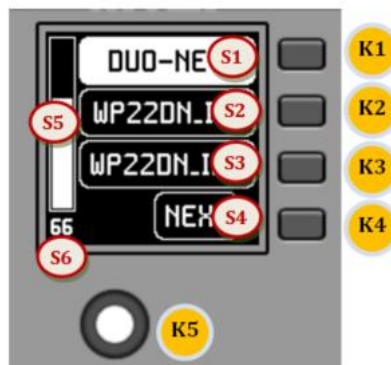 DUO-NE S1 K1
WP22DN_I S2 K2
S5
WP22DN_I S3 K3
NEX S4 K4
66
S6
K5